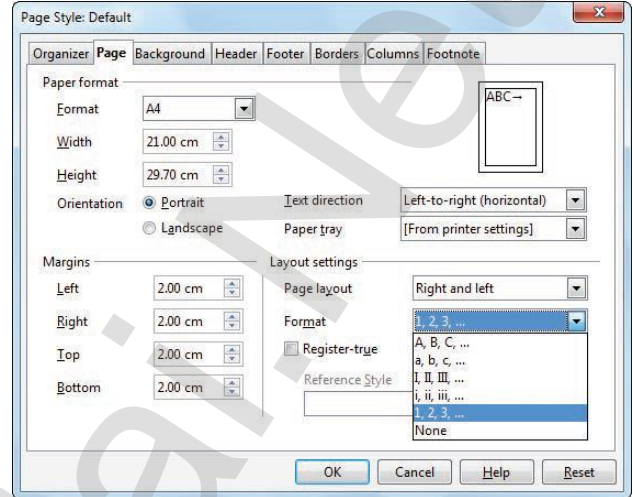 Page Style: Default
Organizer Page Background Header Footer Borders Columns Footnote
Paper format
ABC→
Format A4
Width 21.00 cm
Height 29.70 cm
Orientation Portrait Text direction Left-to-right (horizontal)
Landscape Paper tray [From printer settings]
Margins Layout settings
Left 2.00 cm Page layout Right and left
Right 2.00 cm Format 1, 2, 3, ...
A, B, C, ...
Top 2.00 cm Register-true
a, b, c, ...
I, II, III, ...
Bottom 2.00 cm Reference Style
i, ii, iii, ...
1, 2, 3, ...
None
OK Cancel Help Reset